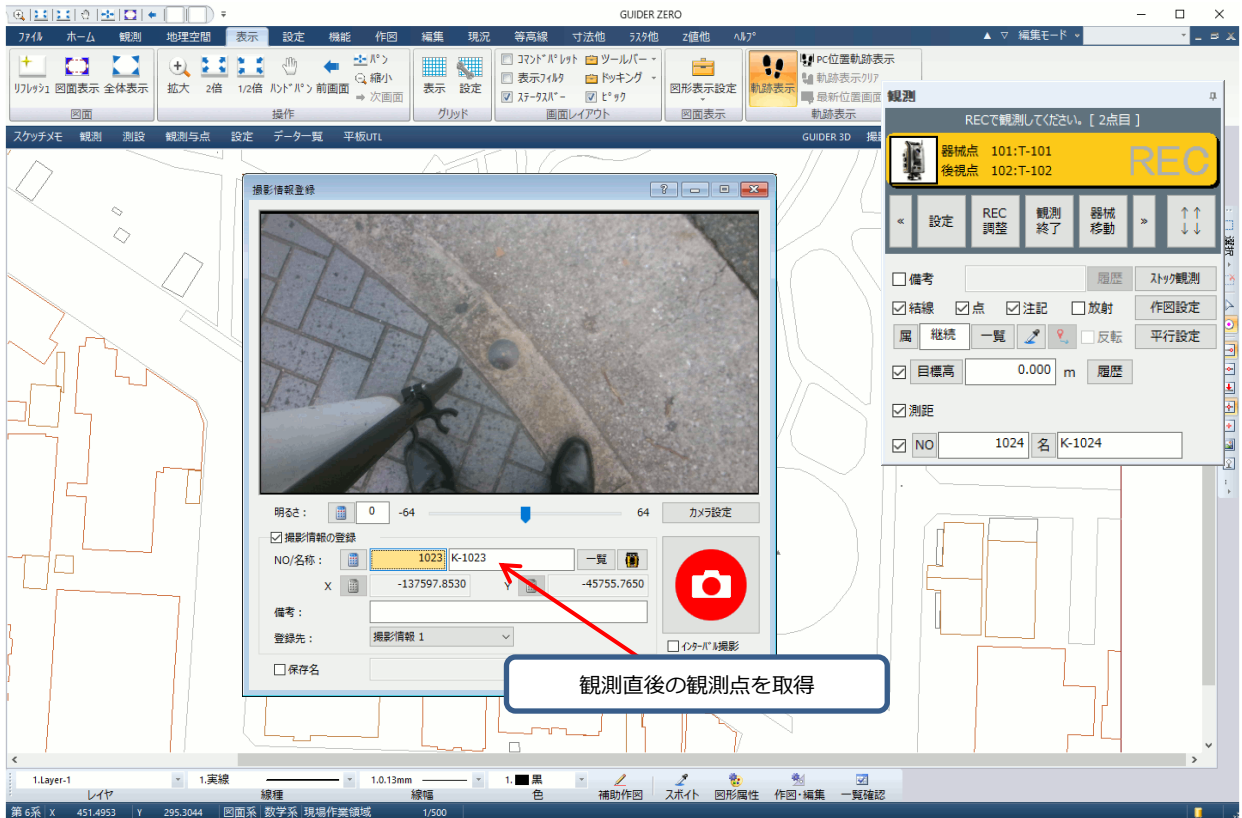 GUIDER ZERO
ファイル ホーム 観測 地理空間 表示 設定 機能 作図 編集 現況 等高線 寸法他 ラスタ他 Z値他 ヘルプ 編集モード
リフレッシュ 図面表示 全体表示 拡大 2倍 1/2倍 ハンドパン 前画面
パン
縮小
次画面
表示 設定
コマンドパレット ツールバー
表示フィルタ ドッキング
ステータスバー ビュック
図形表示設定 軌跡表示
PC位置軌跡表示
軌跡表示クリア
最新位置画面
図面 操作 グリッド 画面レイアウト 図面表示 軌跡表示
スケッチメモ 観測 測設 観測与点 設定 データ一覧 平板UTL GUIDER 3D
観測
RECで観測してください。[ 2点目 ]
器械点 101:T-101
後視点 102:T-102
REC
« 設定 REC調整 観測終了 器械移動 » ↑↑↓↓
備考 履歴 ストック観測
結線 点 注記 放射 作図設定
属 継続 一覧 反転 平行設定
目標高 0.000 m 履歴
測距
NO 1024 名 K-1024
撮影情報登録
明るさ： 0 -64 64 カメラ設定
撮影情報の登録
NO/名称： 1023 K-1023 一覧
X -137597.8530 Y -45755.7650
備考：
登録先： 撮影情報 1
インターバル撮影
保存名
観測直後の観測点を取得
1.Layer-1 1.実線 1.0.13mm 1. 黒
レイヤ 線種 線幅 色 補助作図 スポイト 図形属性 作図・編集 一覧確認
第 6系 X 451.4953 Y 295.3044 図面系 数学系 現場作業領域 1/500